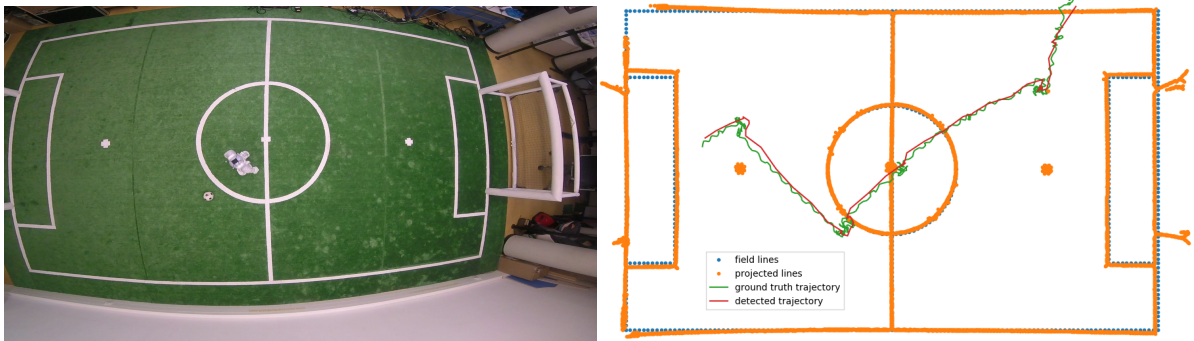 field lines
projected lines
ground truth trajectory
detected trajectory